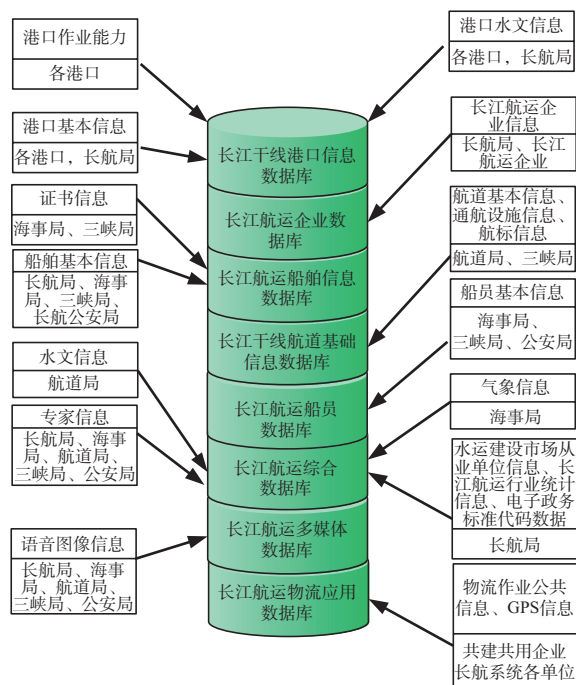 港口作业能力
各港口
港口基本信息
各港口，长航局
证书信息
海事局、三峡局
船舶基本信息
长航局、海事
局、三峡局、
长航公安局
水文信息
航道局
专家信息
长航局、海事
局、航道局、
三峡局、公安局
语音图像信息
长航局、海事
局、航道局、
三峡局、公安局
长江干线港口信息
数据库
长江航运企业数
据库
长江航运船舶信息
数据库
长江干线航道基础
信息数据库
长江航运船员
数据库
长江航运综合
数据库
长江航运多媒体
数据库
长江航运物流应用
数据库
港口水文信息
各港口，长航局
长江航运企
业信息
长航局、长江
航运企业
航道基本信息、
通航设施信息、
航标信息
航道局、三峡局
船员基本信息
海事局、
三峡局、公安局
气象信息
海事局
水运建设市场从
业单位信息、长
江航运行业统计
信息、电子政务
标准代码数据
长航局
物流作业公共
信息、GPS信息
共建共用企业
长航系统各单位